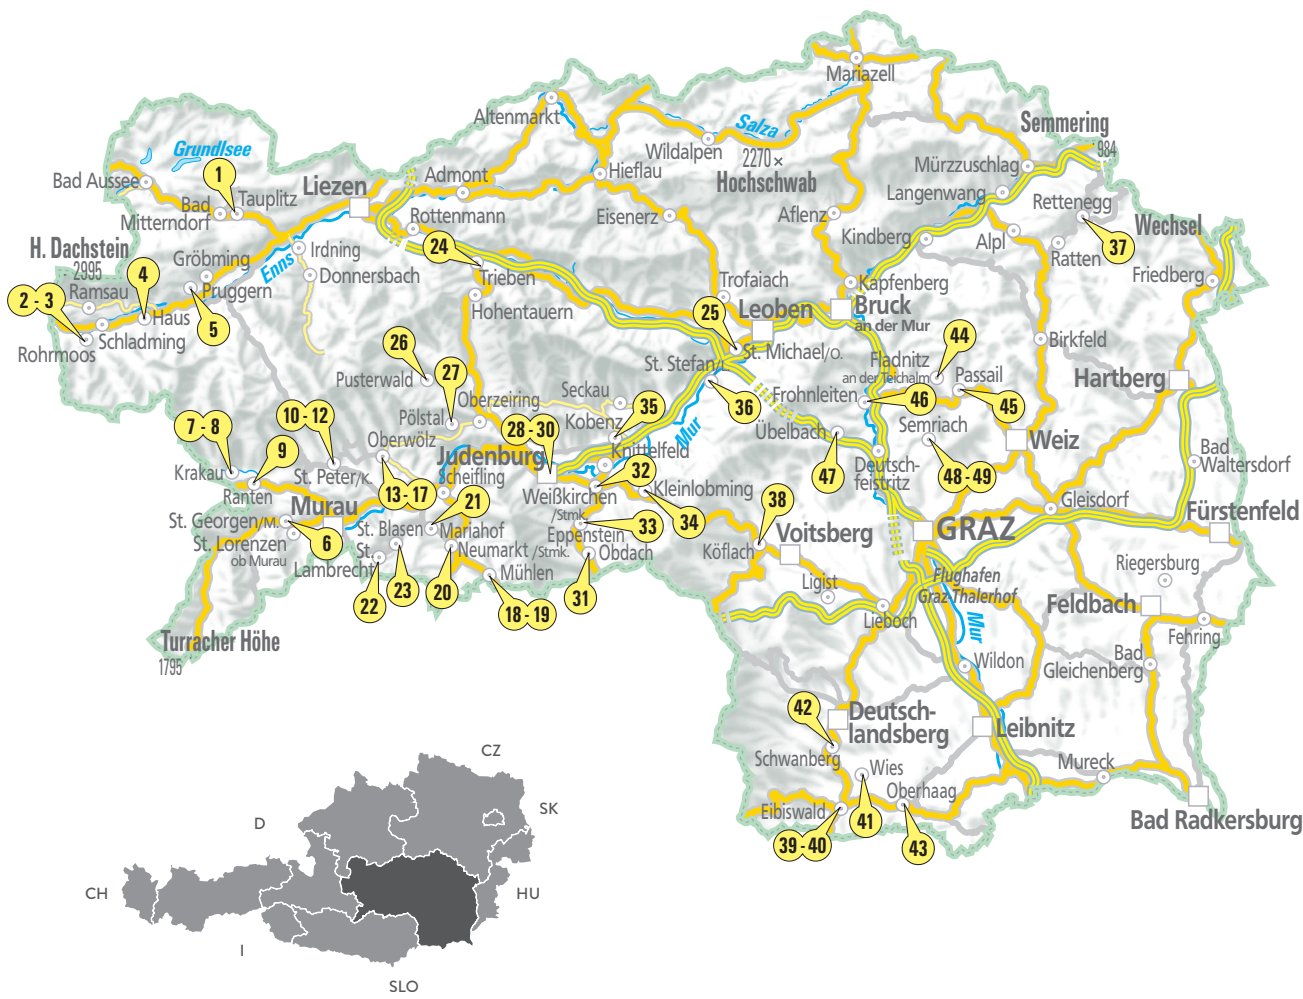 Mariazell
Altenmarkt
Salza
Semmering
984
Wildalpen
Grundlsee
2270 ×
Hochschwab
Mürzzuschlag
Hieflau
Admont
Bad Aussee
1
Tauplitz
Liezen
Langenwang
Rettenegg
Bad
Mitterndorf
Rottenmann
Eisenerz
Aflenz
37
Wechsel
Kindberg
Alpl
Ratten
H. Dachstein
2995
Irdning
Enns
24
Gröbming
4
Donnersbach
Trieben
Trofaiach
Kapfenberg
Friedberg
2 - 3
Ramsau
Pruggern
5
Haus
Hohentauern
25
Leoben
Bruck
an der Mur
Schladming
Rohrmoos
St. Michael/O.
St. Stefan/L.
Birkfeld
Fladnitz
an der Teichalm
44
26
27
Pusterwald
Passail
Hartberg
Seckau
Frohnleiten
46
45
36
Oberzeiring
Pölstal
35
Kobenz
Semriach
7 - 8
10 - 12
28 - 30
Mur
Übelbach
47
Weiz
Oberwölz
9
Judenburg
Knittelfeld
Bad
Waltersdorf
Krakau
St. Peter/K.
32
Deutsch-
feistritz
48 - 49
Ranten
Scheifling
13 - 17
Weißkirchen
/Stmk.
Kleinlobming
Gleisdorf
Murau
21
34
38
Fürstenfeld
St. Georgen/M.
St. Blasen
Mariahof
33
Eppenstein
Voitsberg
GRAZ
6
St. Lorenzen
ob Murau
Neumarkt /Stmk.
Obdach
Köflach
Riegersburg
St.
Lambrecht
Mühlen
Ligist
Flughafen
Graz-Thalerhof
22
23
20
18 - 19
31
Feldbach
Lieboch
Turracher Höhe
1795
Mur
Fehring
Wildon
Bad
Gleichenberg
42
Deutsch-
landsberg
Leibnitz
Schwanberg
Wies
Mureck
Oberhaag
Eibiswald
41
Bad Radkersburg
39 - 40
43
CZ
SK
D
CH
HU
I
SLO